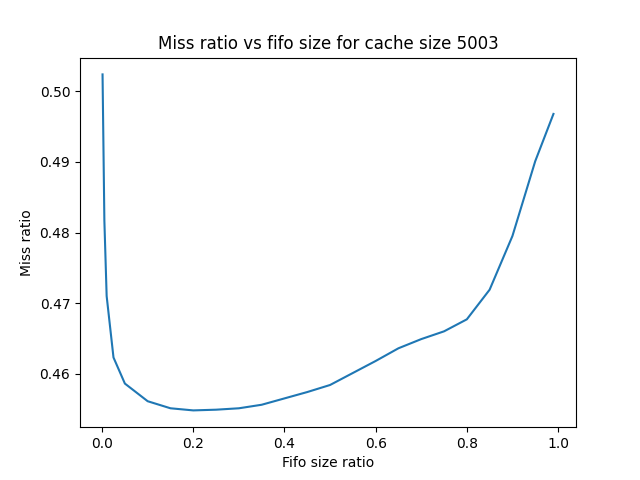 Miss ratio vs fifo size for cache size 5003
0.50
0.49
0.48
0.47
0.46
Miss ratio
0.0 0.2 0.4 0.6 0.8 1.0
Fifo size ratio